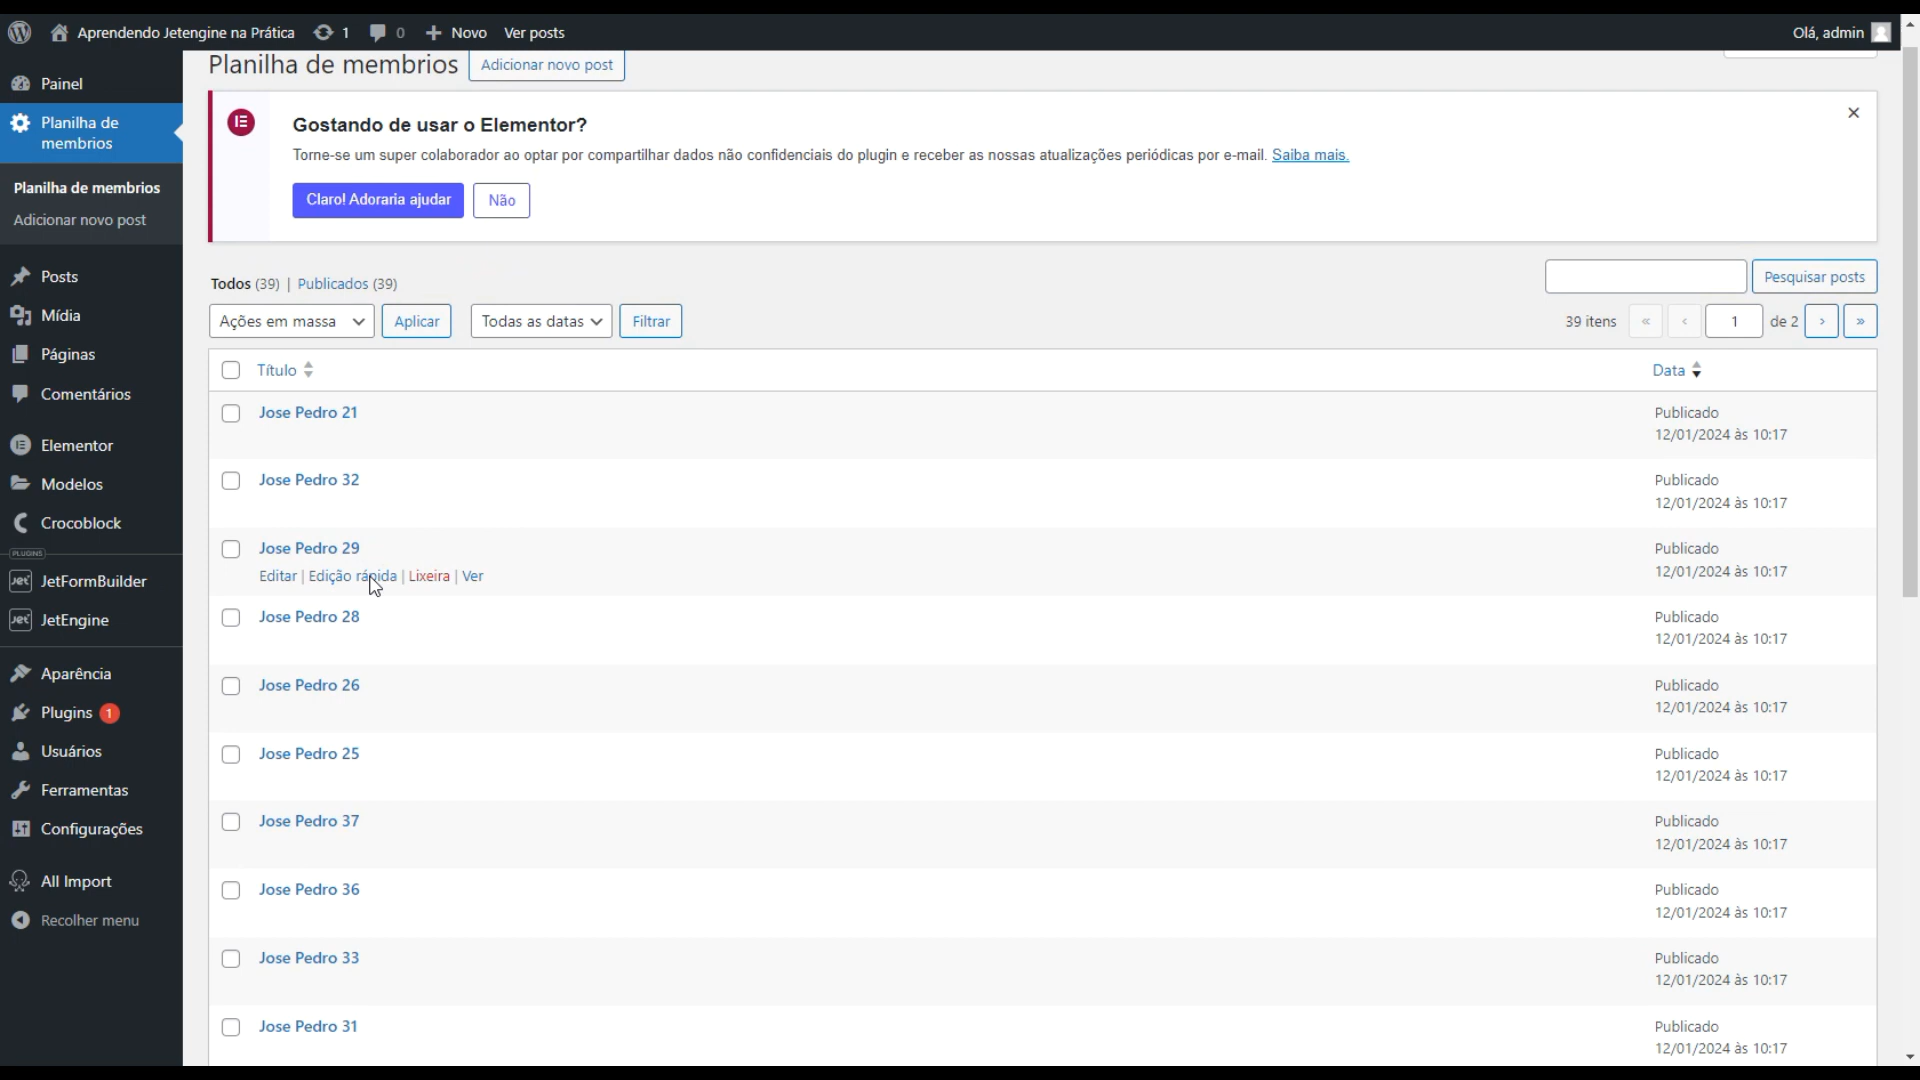 Aprendendo Jetengine na Prática 1 0 Novo Ver posts Olá, admin
Painel
Planilha de
membrios
Planilha de membrios
Adicionar novo post
Posts
Mídia
Páginas
Comentários
Elementor
Modelos
Crocoblock
PLUGINS
JetFormBuilder
JetEngine
Aparência
Plugins 1
Usuários
Ferramentas
Configurações
All Import
Recolher menu
Planilha de membrios Adicionar novo post
Gostando de usar o Elementor?
Torne-se um super colaborador ao optar por compartilhar dados não confidenciais do plugin e receber as nossas atualizações periódicas por e-mail. Saiba mais.
Claro! Adoraria ajudar Não
Todos (39) | Publicados (39)
Pesquisar posts
Ações em massa Aplicar Todas as datas Filtrar
39 itens « ‹ 1 de 2 › »
Título Data
Jose Pedro 21 Publicado
12/01/2024 às 10:17
Jose Pedro 32 Publicado
12/01/2024 às 10:17
Jose Pedro 29 Publicado
Editar | Edição rápida | Lixeira | Ver 12/01/2024 às 10:17
Jose Pedro 28 Publicado
12/01/2024 às 10:17
Jose Pedro 26 Publicado
12/01/2024 às 10:17
Jose Pedro 25 Publicado
12/01/2024 às 10:17
Jose Pedro 37 Publicado
12/01/2024 às 10:17
Jose Pedro 36 Publicado
12/01/2024 às 10:17
Jose Pedro 33 Publicado
12/01/2024 às 10:17
Jose Pedro 31 Publicado
12/01/2024 às 10:17